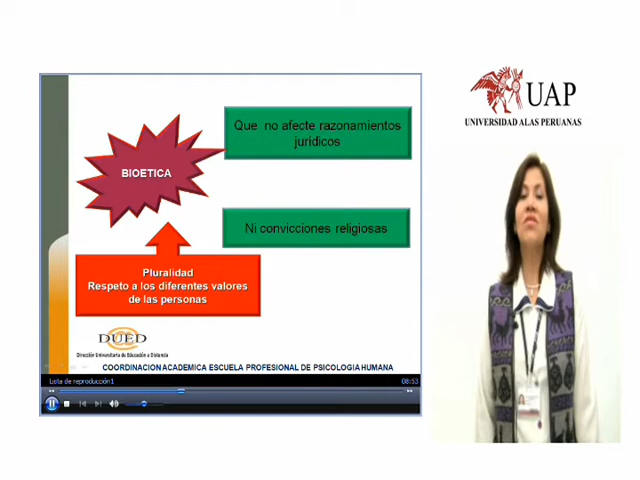 UAP
UNIVERSIDAD ALAS PERUANAS
Que no afecte razonamientos
jurídicos
BIOETICA
Ni convicciones religiosas
Pluralidad
Respeto a los diferentes valores
de las personas
DUED
Dirección Universitaria de Educación a Distancia
COORDINACION ACADEMICA ESCUELA PROFESIONAL DE PSICOLOGIA HUMANA
Lista de reproducción1
08:53